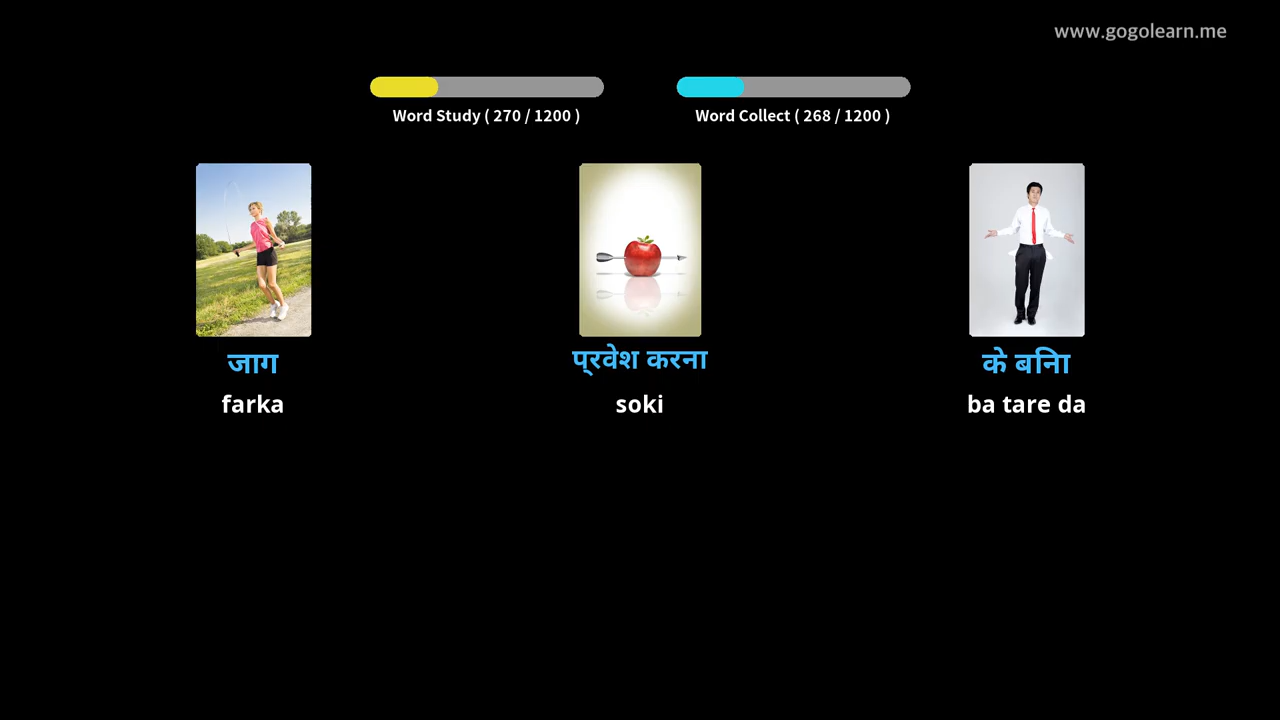 www.gogolearn.me
Word Study ( 270 / 1200 )
Word Collect ( 268 / 1200 )
जाग
प्रवेश करना
के बिना
farka
soki
ba tare da